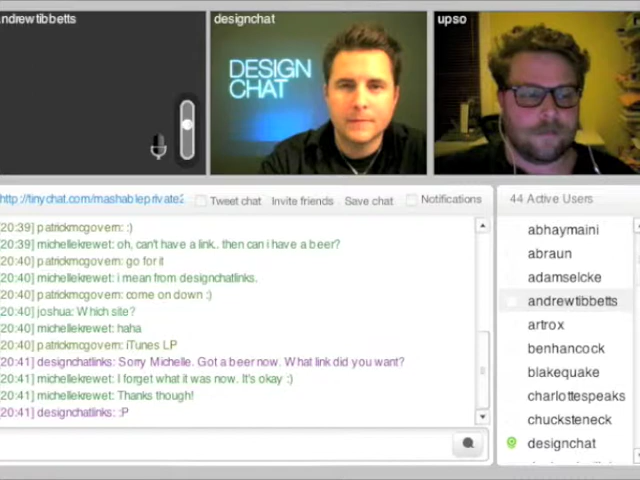 andrewtibbetts
designchat
upso
DESIGN
CHAT
http://tinychat.com/mashableprivate2
Tweet chat
Invite friends
Save chat
Notifications
44 Active Users
[20:39] patrickmcgovern: :)
[20:39] michellekrewet: oh, can't have a link.. then can i have a beer?
[20:40] patrickmcgovern: go for it
[20:40] michellekrewet: i mean from designchatlinks.
[20:40] patrickmcgovern: come on down :)
[20:40] joshua: Which site?
[20:40] michellekrewet: haha
[20:40] patrickmcgovern: iTunes LP
[20:41] designchatlinks: Sorry Michelle. Got a beer now. What link did you want?
[20:41] michellekrewet: I forget what it was now. It's okay :)
[20:41] michellekrewet: Thanks though!
[20:41] designchatlinks: :P
abhaymaini
abraun
adamselcke
andrewtibbetts
artrox
benhancock
blakequake
charlottespeaks
chucksteneck
designchat